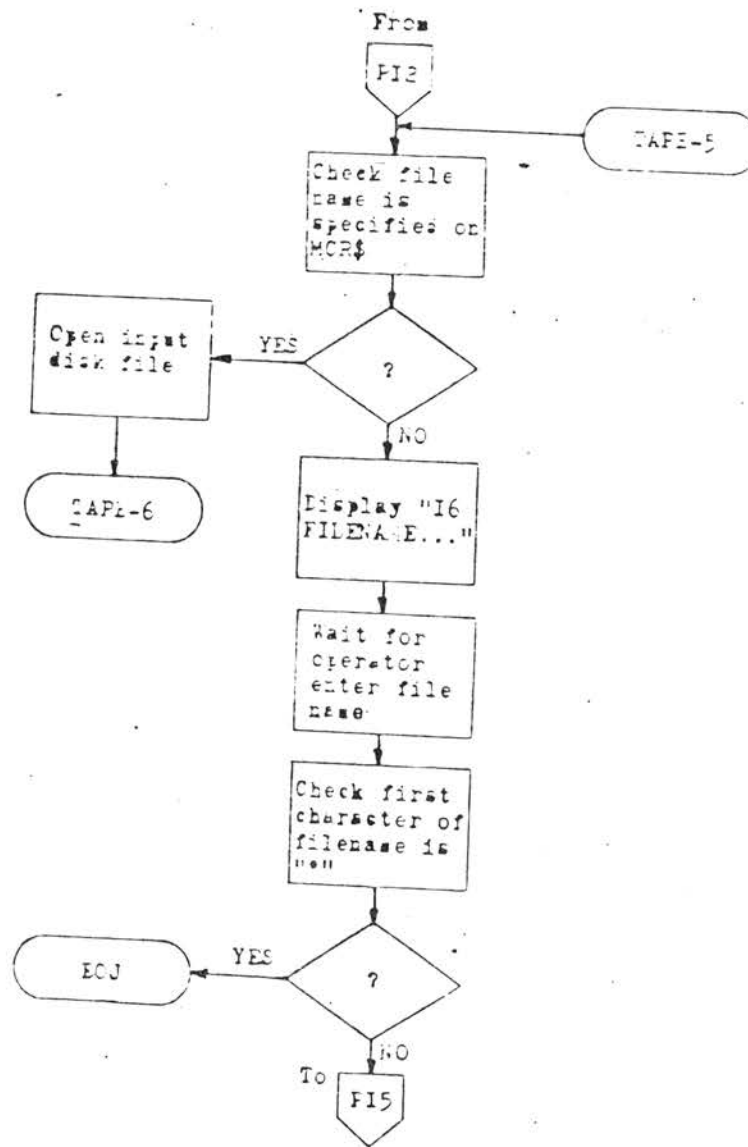 From
PI2
TAPE-5
Check file
name is
specifies on
MCR$
Open input
disk file
YES
?
NO
TAPE-6
Display "I6
FILENAME..."
Wait for
operator
enter file
name
Check first
character of
filename is
YES
EOJ
?
NO
To
PI5